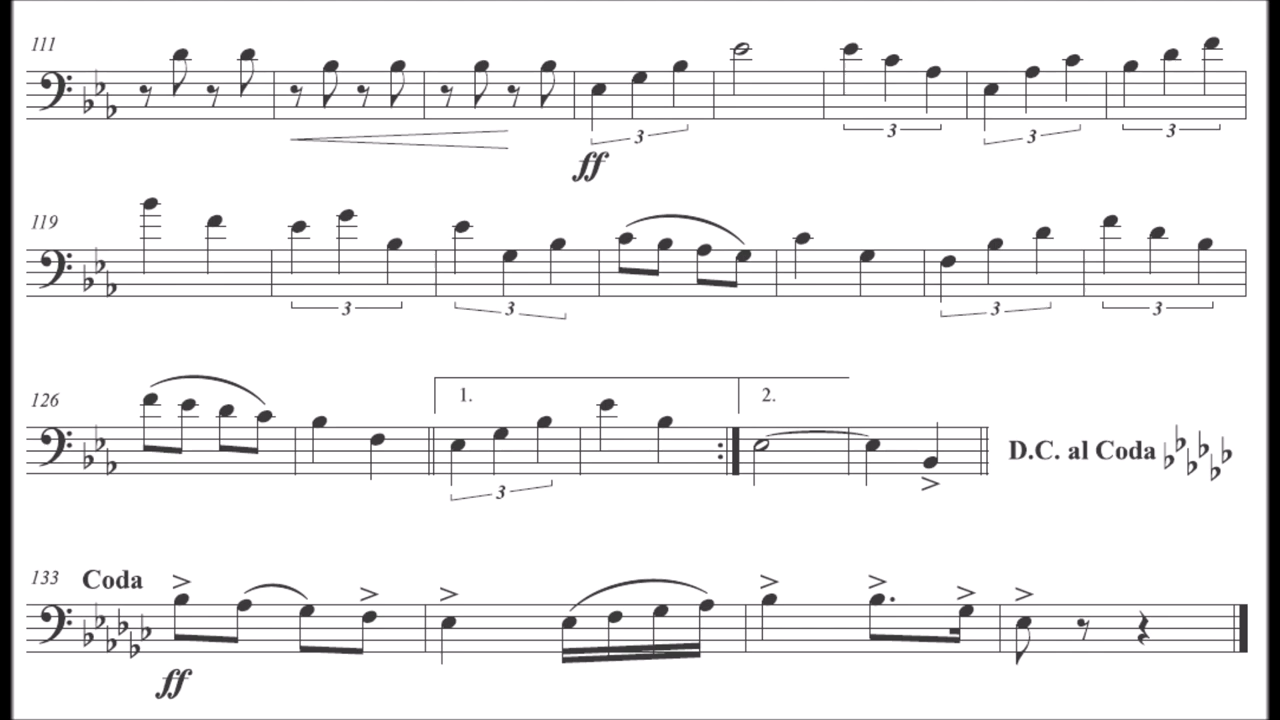 111
3 3 3 3
ff
119
3 3 3 3
126 1. 2.
D.C. al Coda
3
133 Coda
ff